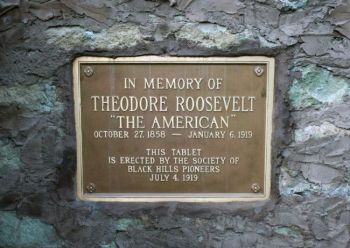 IN MEMORY OF
THEODORE ROOSEVELT
"THE AMERICAN"
OCTOBER 27, 1858 — JANUARY 6, 1919
THIS TABLET
IS ERECTED BY THE SOCIETY OF
BLACK HILLS PIONEERS
JULY 4, 1919